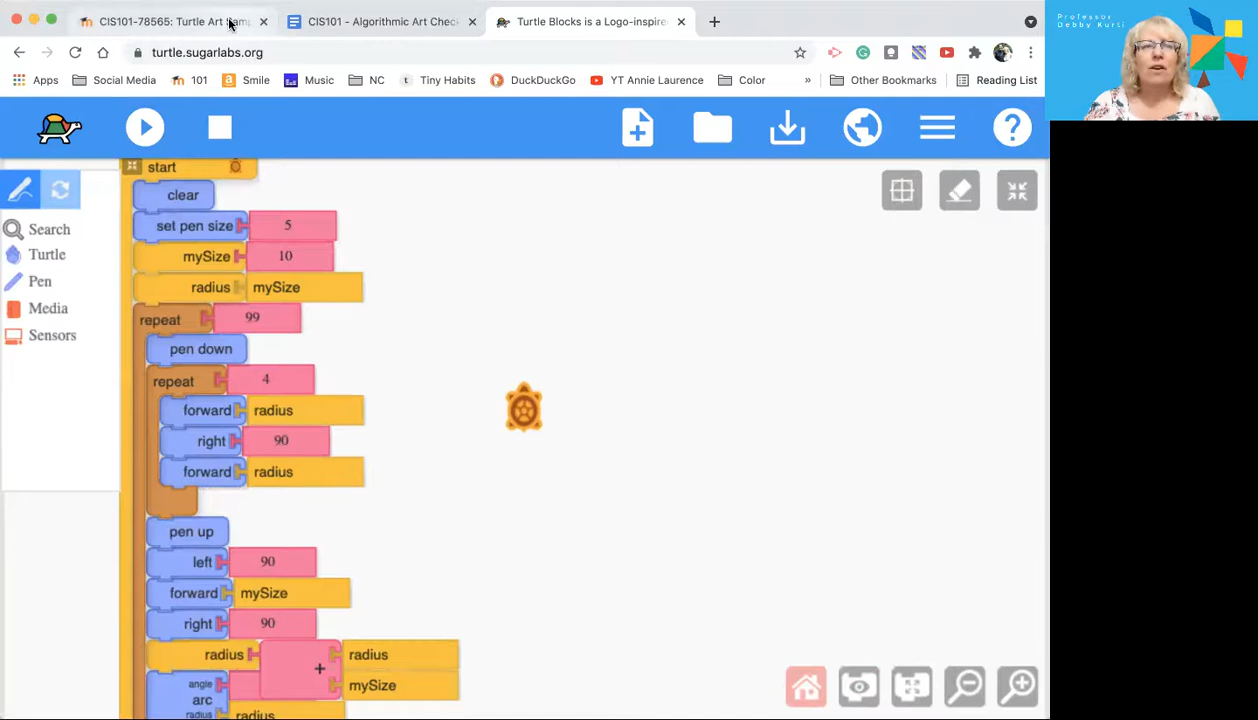 CIS101-78565: Turtle Art Samp
CIS101 - Algorithmic Art Check
Turtle Blocks is a Logo-inspire
turtle.sugarlabs.org
Apps
Social Media
101
Smile
Music
NC
Tiny Habits
DuckDuckGo
YT Annie Laurence
Color
»
Other Bookmarks
Reading List
Professor
Debby Kurti
Search
Turtle
Pen
Media
Sensors
start
clear
set pen size 5
mySize 10
radius mySize
repeat 99
pen down
repeat 4
forward radius
right 90
forward radius
pen up
left 90
forward mySize
right 90
radius + radius
mySize
angle
arc
radius radius